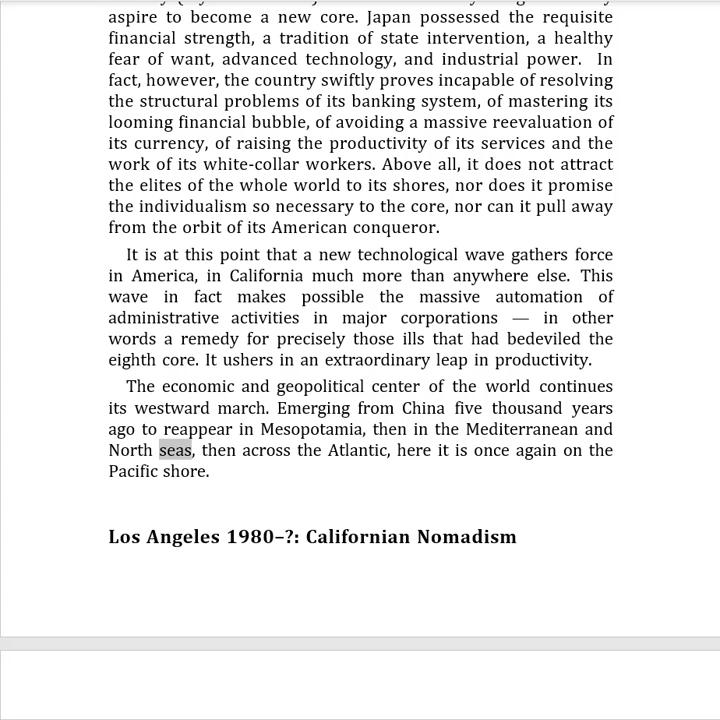 aspire to become a new core. Japan possessed the requisite
financial strength, a tradition of state intervention, a healthy
fear of want, advanced technology, and industrial power. In
fact, however, the country swiftly proves incapable of resolving
the structural problems of its banking system, of mastering its
looming financial bubble, of avoiding a massive reevaluation of
its currency, of raising the productivity of its services and the
work of its white-collar workers. Above all, it does not attract
the elites of the whole world to its shores, nor does it promise
the individualism so necessary to the core, nor can it pull away
from the orbit of its American conqueror.
It is at this point that a new technological wave gathers force
in America, in California much more than anywhere else. This
wave in fact makes possible the massive automation of
administrative activities in major corporations — in other
words a remedy for precisely those ills that had bedeviled the
eighth core. It ushers in an extraordinary leap in productivity.
The economic and geopolitical center of the world continues
its westward march. Emerging from China five thousand years
ago to reappear in Mesopotamia, then in the Mediterranean and
North seas, then across the Atlantic, here it is once again on the
Pacific shore.
Los Angeles 1980–?: Californian Nomadism